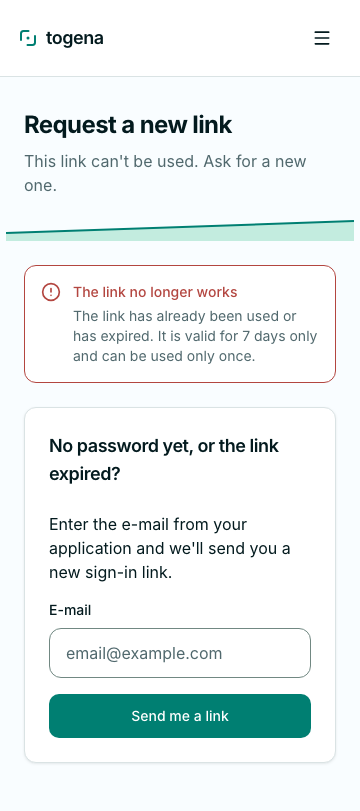 togena
Request a new link
This link can't be used. Ask for a new
one.
The link no longer works
The link has already been used or
has expired. It is valid for 7 days only
and can be used only once.
No password yet, or the link
expired?
Enter the e-mail from your
application and we'll send you a
new sign-in link.
E-mail
email@example.com
Send me a link